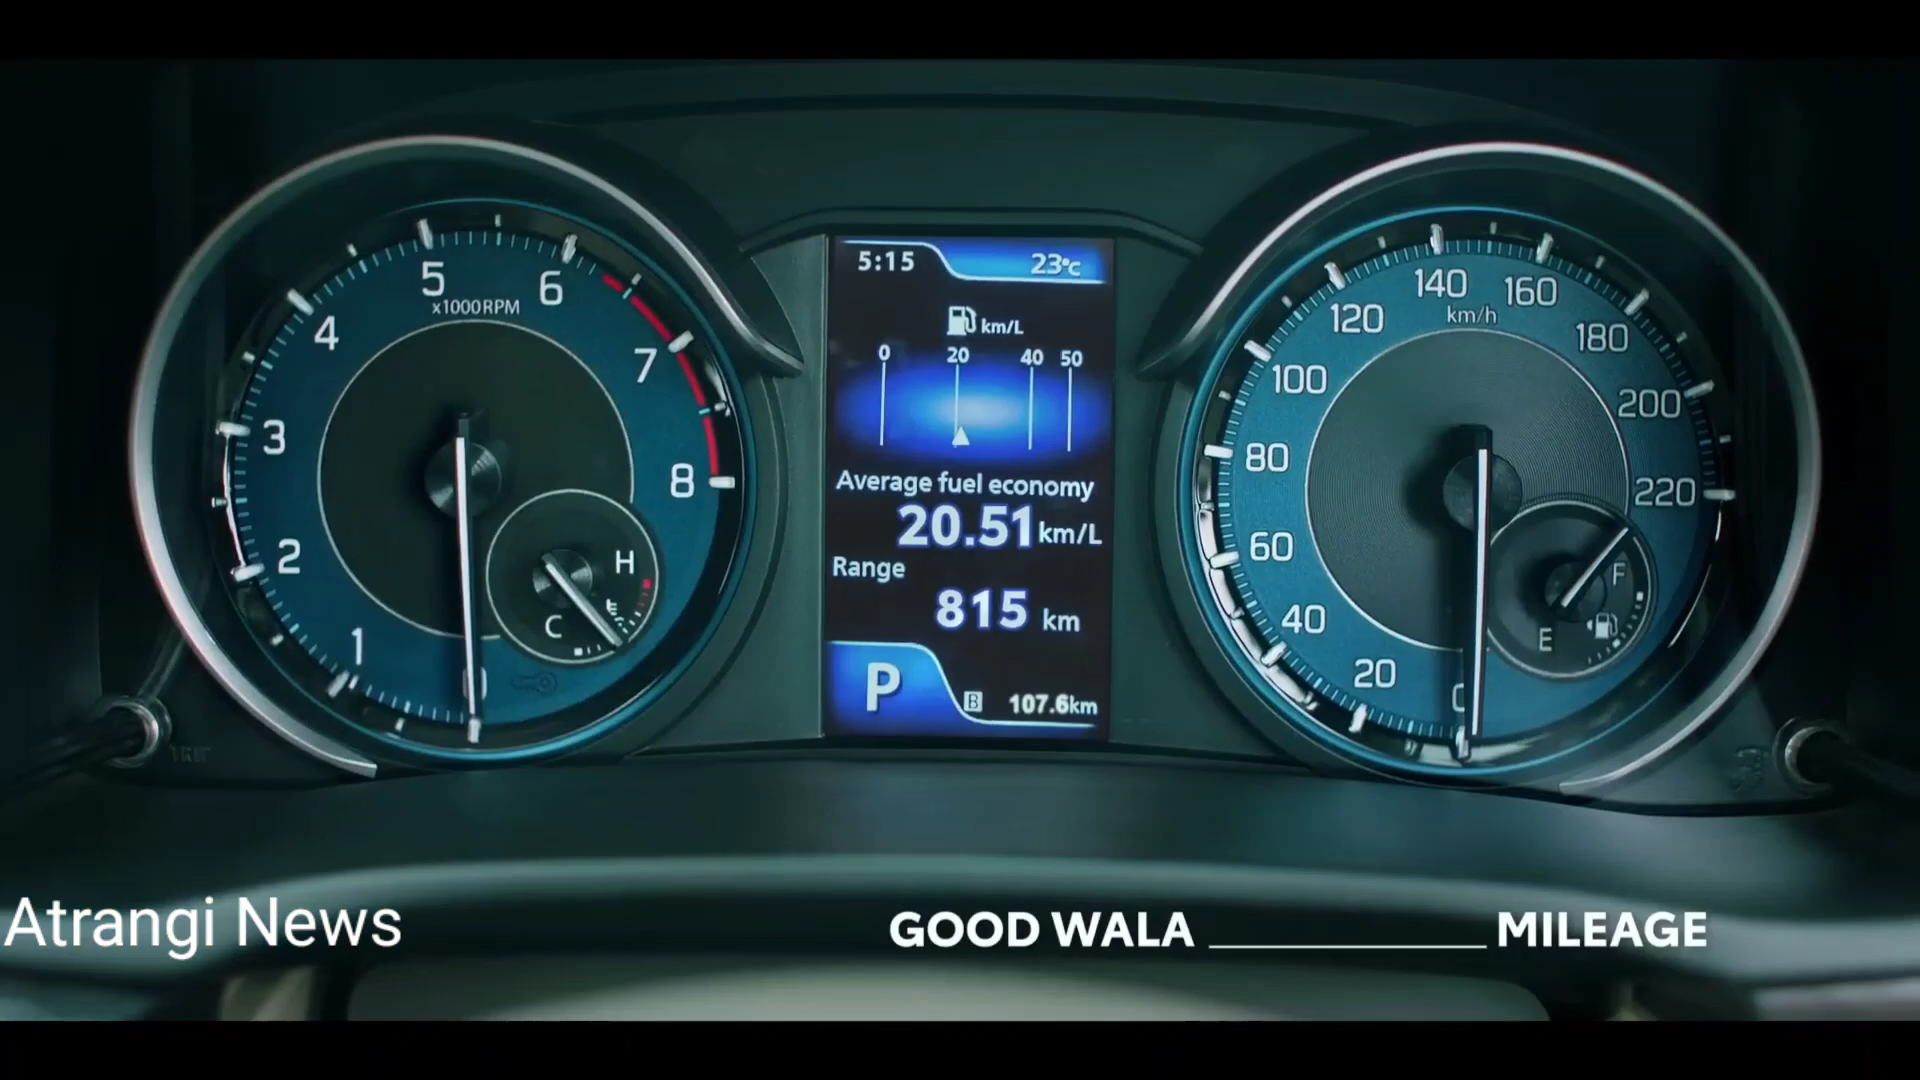 5:15 23°C
km/L
0 20 40 50
Average fuel economy
20.51 km/L
Range
815 km
P B 107.6km
0 1 2 3 4 5 6 7 8
x1000RPM
C H
0 20 40 60 80 100 120 140 160 180 200 220
km/h
E F
Atrangi News
GOOD WALA ________ MILEAGE